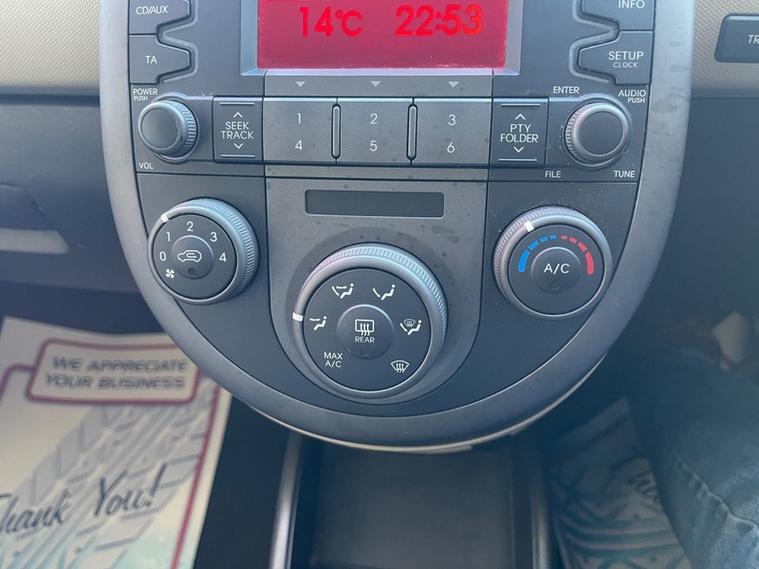 CD/AUX
INFO
14℃ 22:53
TA
SETUP
CLOCK
POWER
PUSH
ENTER
AUDIO
PUSH
SEEK
TRACK
1 2 3
4 5 6
PTY
FOLDER
VOL
FILE
TUNE
0 1 2 3 4
A/C
REAR
MAX
A/C
WE APPRECIATE
YOUR BUSINESS
Thank You!